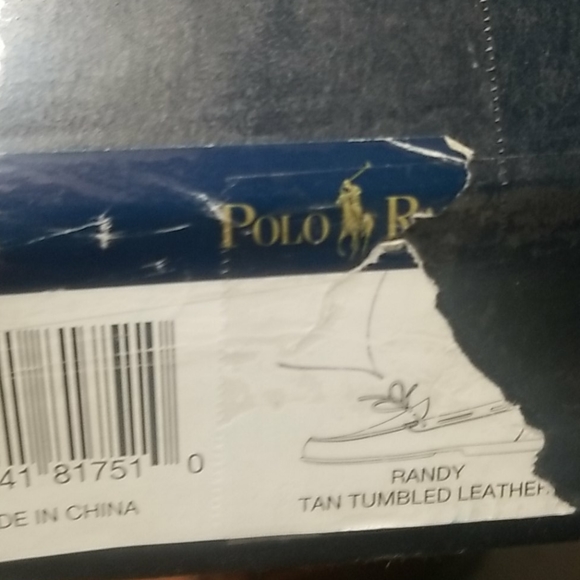 POLO R
41 81751 0
DE IN CHINA
RANDY
TAN TUMBLED LEATHER